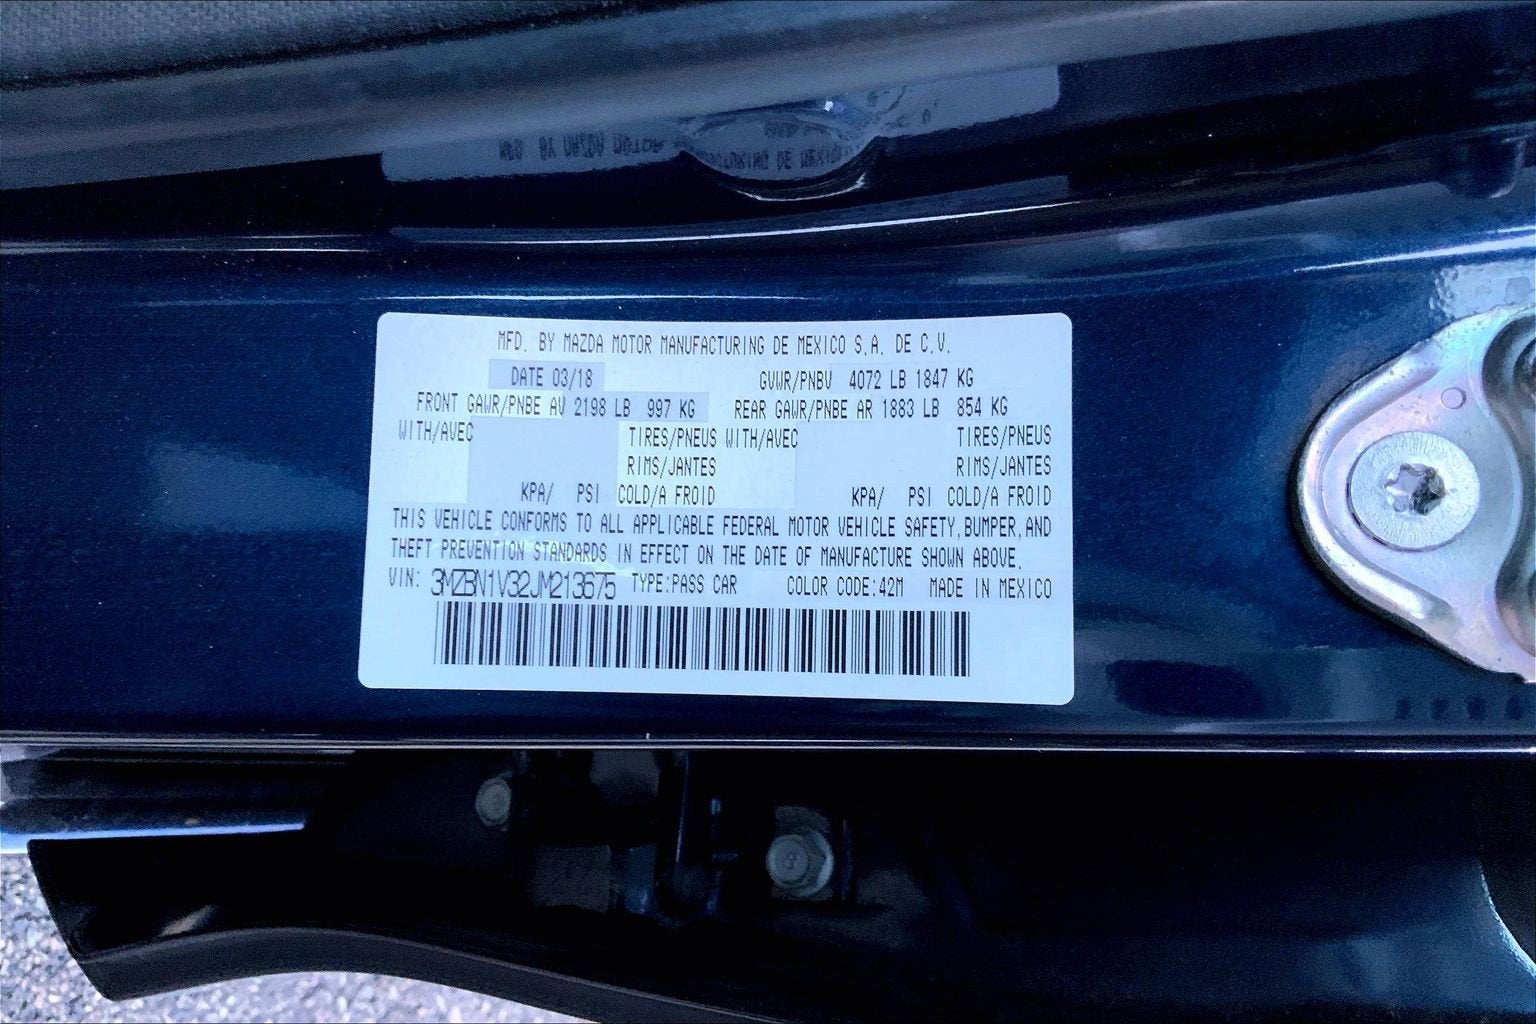 MFD. BY MAZDA MOTOR MANUFACTURING DE MEXICO S.A. DE C.V.
DATE 03/18 GVWR/PNBV 4072 LB 1847 KG
FRONT GAWR/PNBE AV 2198 LB 997 KG REAR GAWR/PNBE AR 1883 LB 854 KG
WITH/AVEC TIRES/PNEUS WITH/AVEC TIRES/PNEUS
RIMS/JANTES RIMS/JANTES
KPA/ PSI COLD/A FROID KPA/ PSI COLD/A FROID
THIS VEHICLE CONFORMS TO ALL APPLICABLE FEDERAL MOTOR VEHICLE SAFETY, BUMPER, AND
THEFT PREVENTION STANDARDS IN EFFECT ON THE DATE OF MANUFACTURE SHOWN ABOVE.
VIN: 3MZBN1V32JM213675 TYPE:PASS CAR COLOR CODE:42M MADE IN MEXICO
8